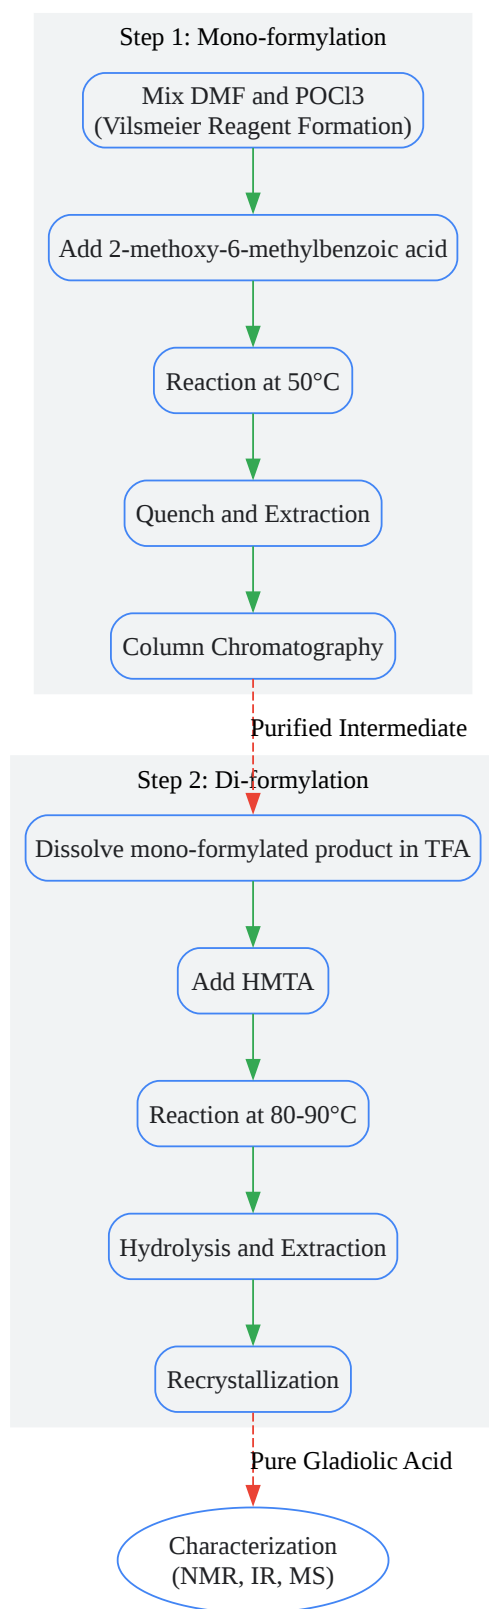 Step 1: Mono-formylation
Mix DMF and POCl3
(Vilsmeier Reagent Formation)
Add 2-methoxy-6-methylbenzoic acid
Reaction at 50°C
Quench and Extraction
Column Chromatography
Purified Intermediate
Step 2: Di-formylation
Dissolve mono-formylated product in TFA
Add HMTA
Reaction at 80-90°C
Hydrolysis and Extraction
Recrystallization
Pure Gladiolic Acid
Characterization
(NMR, IR, MS)